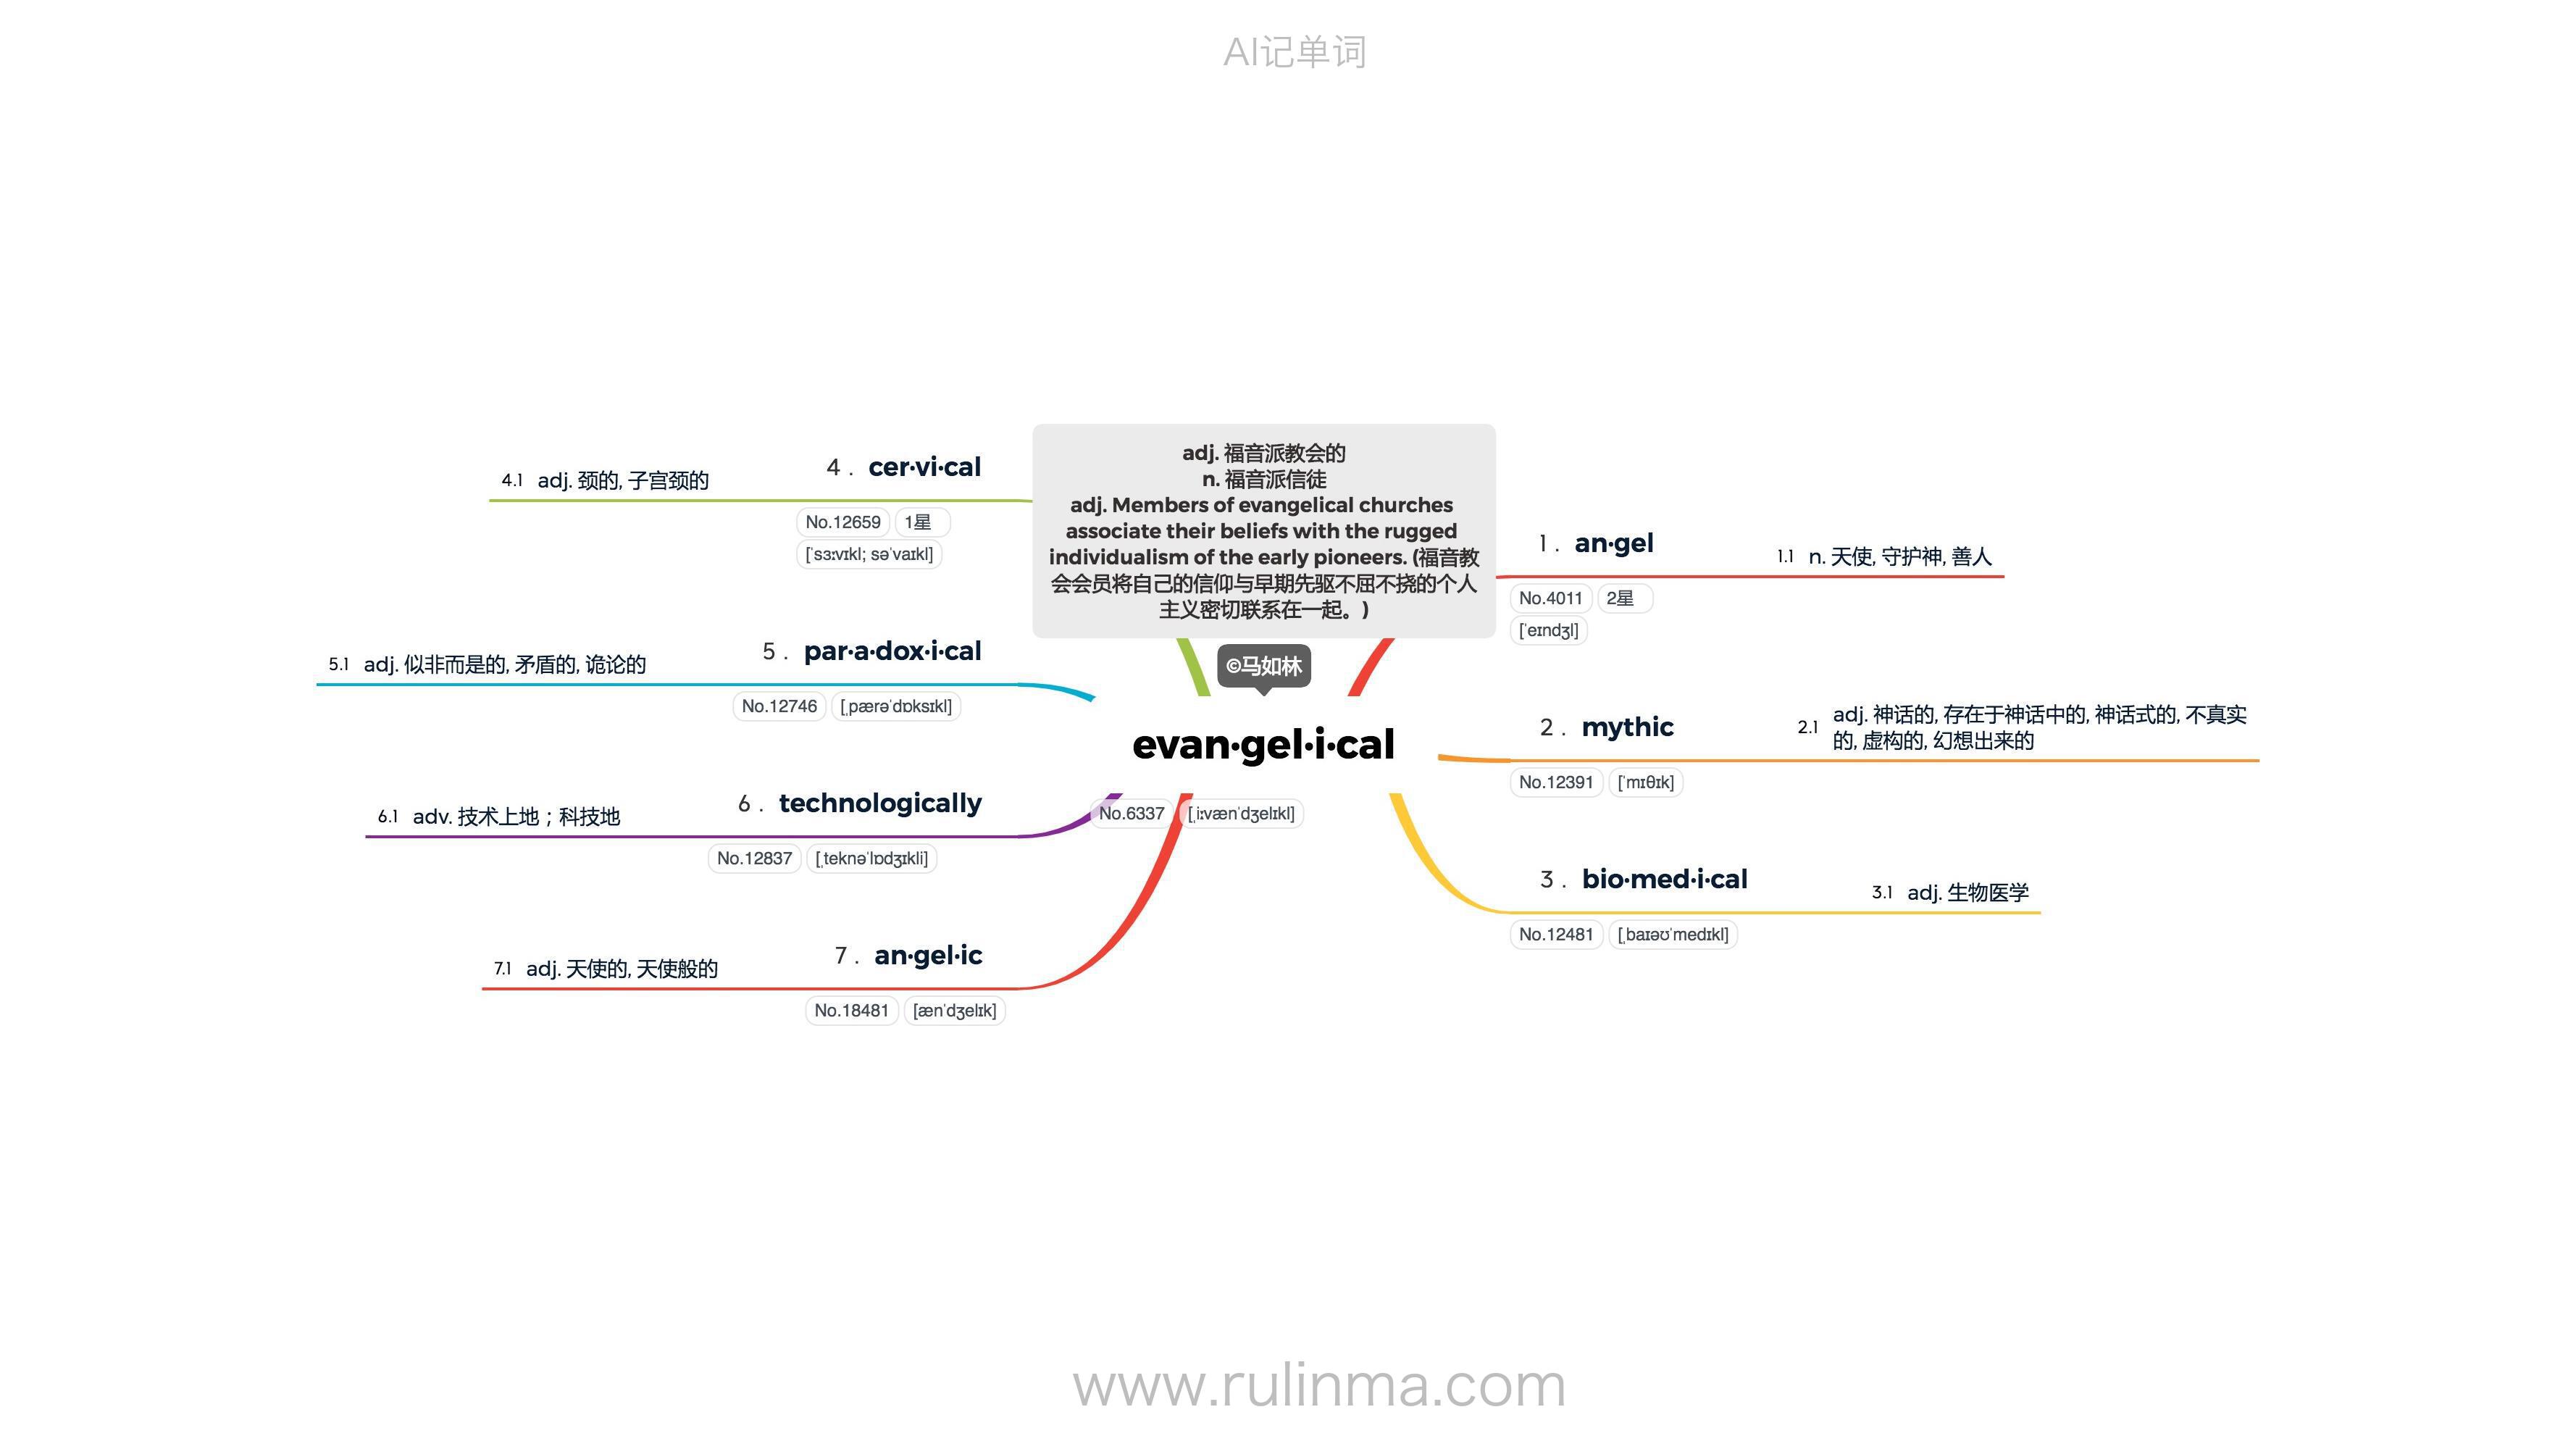 AI记单词
adj. 福音派教会的
n. 福音派信徒
adj. Members of evangelical churches
associate their beliefs with the rugged
individualism of the early pioneers. (福音教
会会员将自己的信仰与早期先驱不屈不挠的个人
主义密切联系在一起。)
©马如林
evan·gel·i·cal
No.6337 [ˌiːvænˈdʒelɪkl]
1 . an·gel
No.4011 2星
[ˈeɪndʒl]
1.1 n. 天使, 守护神, 善人
2 . mythic
No.12391 [ˈmɪθɪk]
2.1 adj. 神话的, 存在于神话中的, 神话式的, 不真实
的, 虚构的, 幻想出来的
3 . bio·med·i·cal
No.12481 [ˌbaɪəʊˈmedɪkl]
3.1 adj. 生物医学
4 . cer·vi·cal
No.12659 1星
[ˈsɜːvɪkl; səˈvaɪkl]
4.1 adj. 颈的, 子宫颈的
5 . par·a·dox·i·cal
No.12746 [ˌpærəˈdɒksɪkl]
5.1 adj. 似非而是的, 矛盾的, 诡论的
6 . technologically
No.12837 [ˌteknəˈlɒdʒɪkli]
6.1 adv. 技术上地；科技地
7 . an·gel·ic
No.18481 [ænˈdʒelɪk]
7.1 adj. 天使的, 天使般的
www.rulinma.com